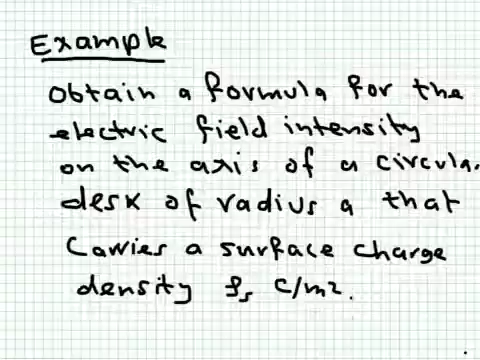 Example
obtain a formula for the
electric field intensity
on the axis of a circula.
desk of radius a that
Carries a surface charge
density ρs C/m2.